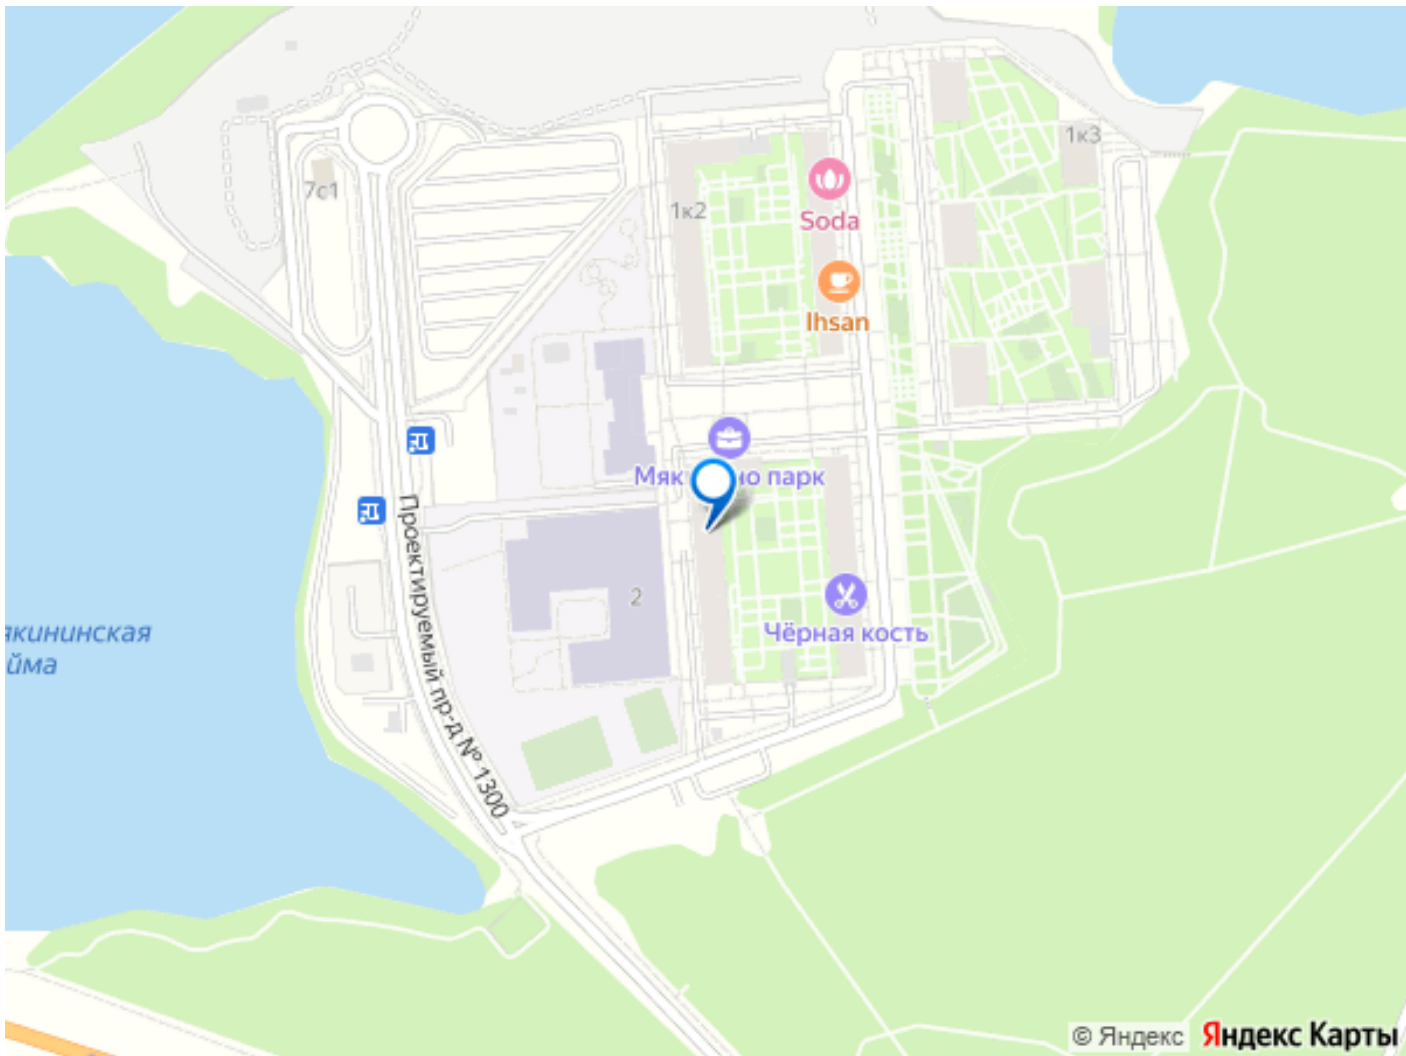 7с1
1к2
1к3
Soda
Ihsan
Мяк но парк
2
Чёрная кость
Проектируемый пр-д № 1300
якининская
йма
© Яндекс Яндекс Карты